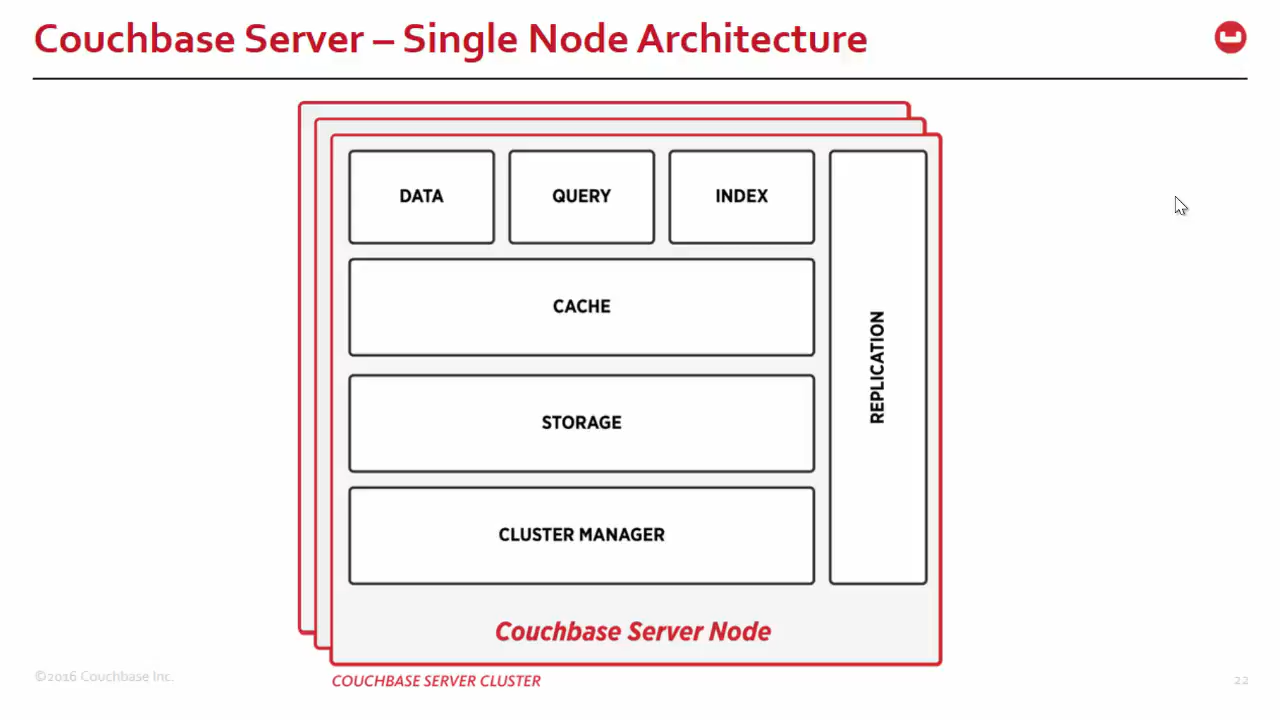 Couchbase Server – Single Node Architecture
DATA
QUERY
INDEX
CACHE
STORAGE
CLUSTER MANAGER
REPLICATION
Couchbase Server Node
COUCHBASE SERVER CLUSTER
©2016 Couchbase Inc.
22